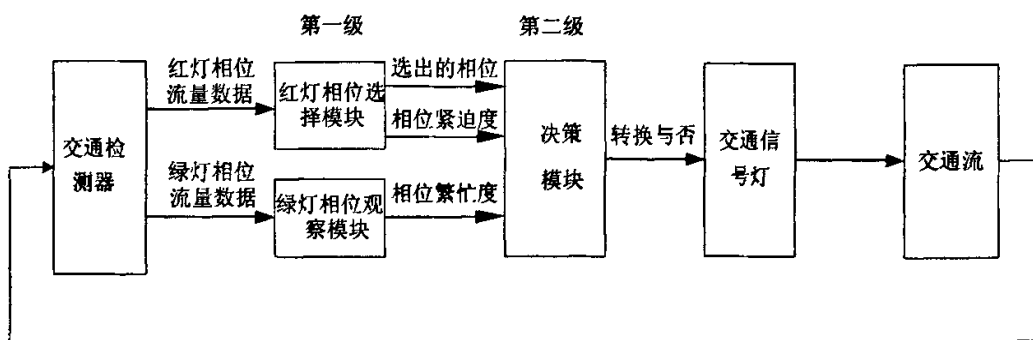 第一级
第二级
交通检
测器
红灯相位
流量数据
绿灯相位
流量数据
红灯相位选
择模块
绿灯相位观
察模块
选出的相位
相位紧迫度
相位繁忙度
决策
模块
转换与否
交通信
号灯
交通流